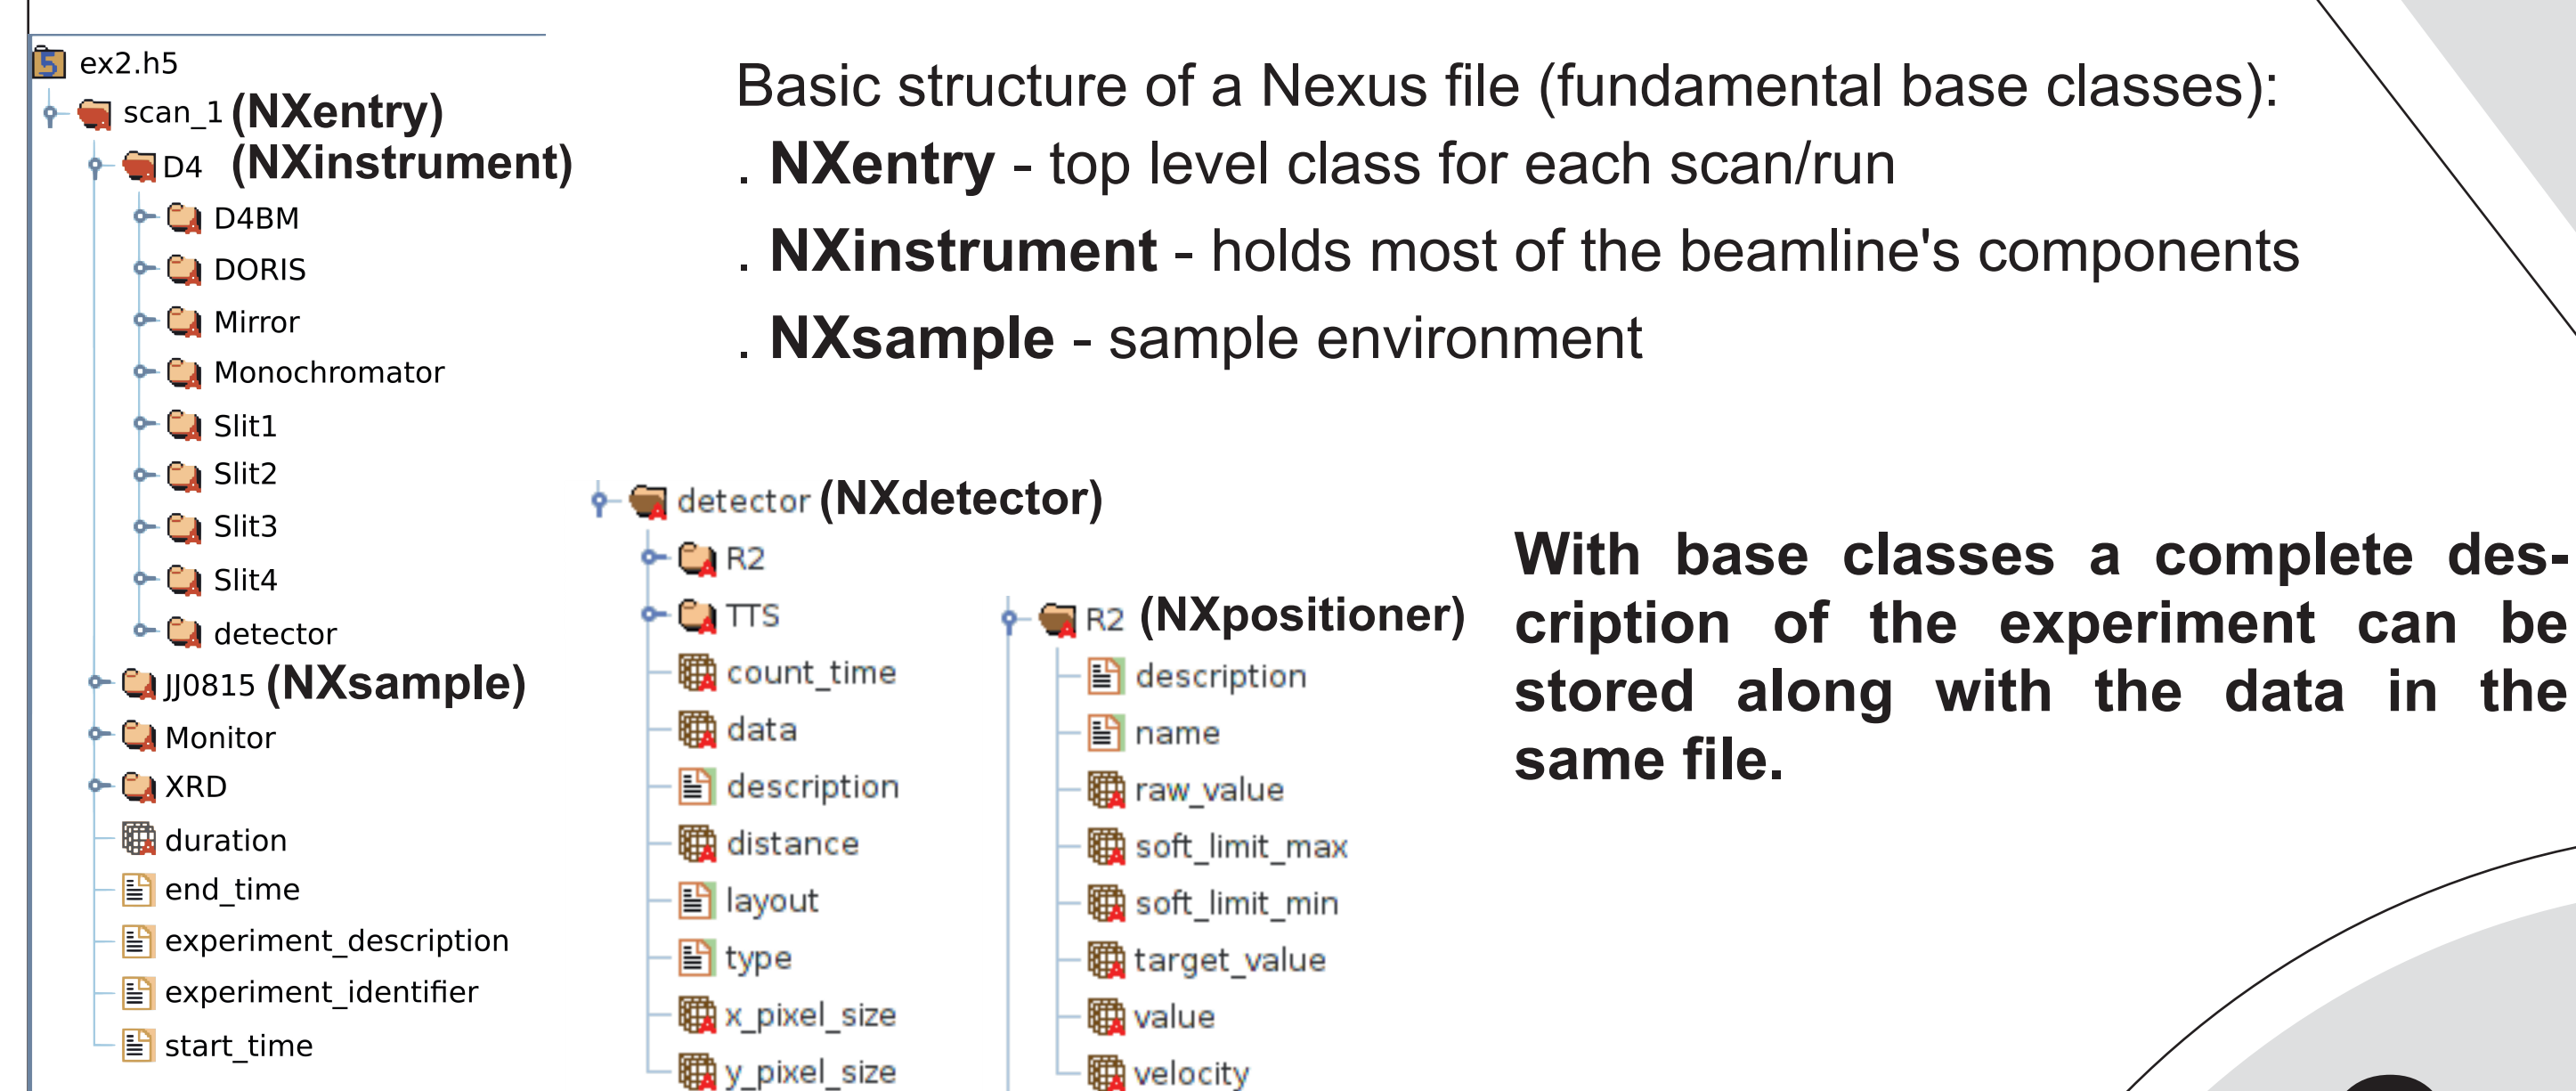 ex2.h5
scan_1 (NXentry)
D4 (NXinstrument)
D4BM
DORIS
Mirror
Monochromator
Slit1
Slit2
Slit3
Slit4
detector
JJ0815 (NXsample)
Monitor
XRD
duration
end_time
experiment_description
experiment_identifier
start_time
Basic structure of a Nexus file (fundamental base classes):
. NXentry - top level class for each scan/run
. NXinstrument - holds most of the beamline's components
. NXsample - sample environment
detector (NXdetector)
R2
TTS
count_time
data
description
distance
layout
type
x_pixel_size
y_pixel_size
R2 (NXpositioner)
description
name
raw_value
soft_limit_max
soft_limit_min
target_value
value
velocity
With base classes a complete des-
cription of the experiment can be
stored along with the data in the
same file.